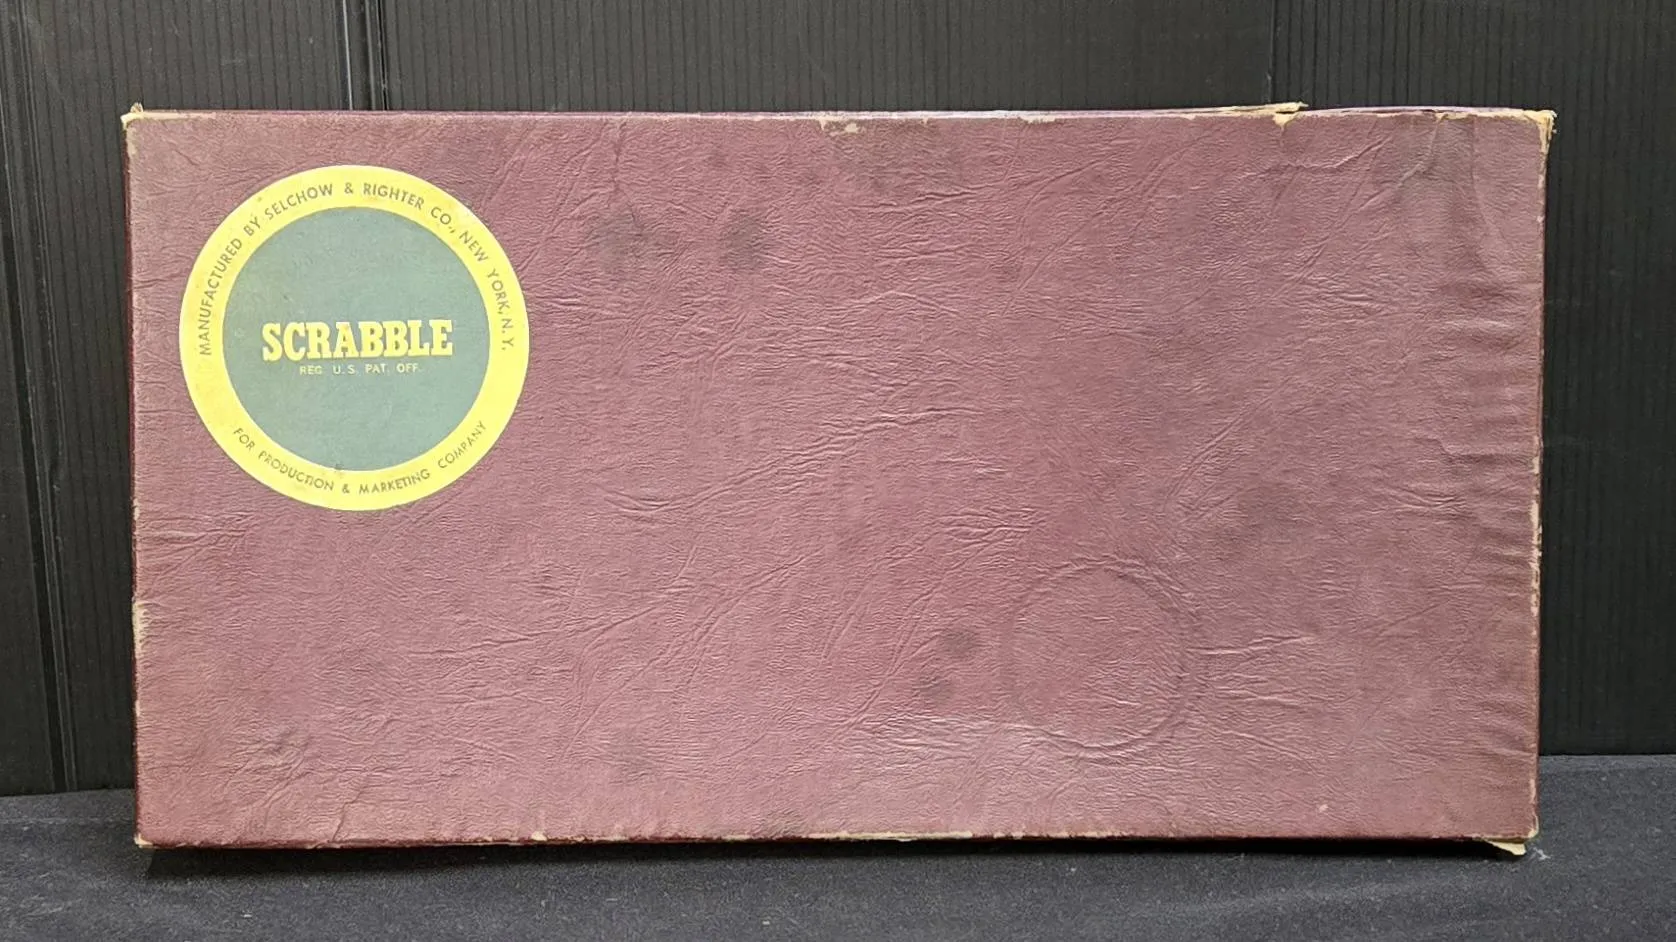 MANUFACTURED BY SELCHOW & RIGHTER CO., NEW YORK, N.Y.
SCRABBLE
REG. U.S. PAT. OFF.
FOR PRODUCTION & MARKETING COMPANY